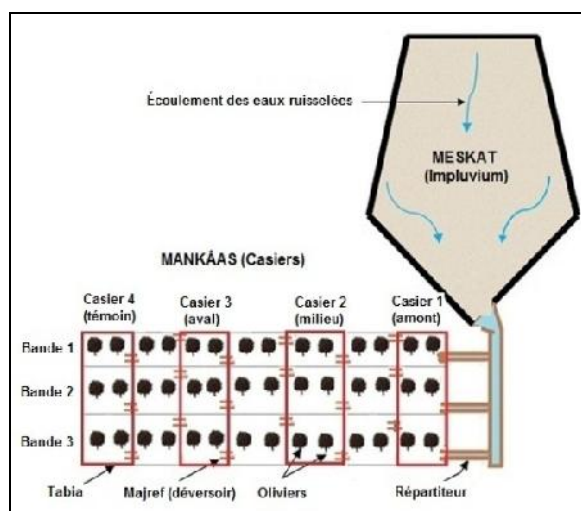 Écoulement des eaux ruisselées
MESKAT
(Impluvium)
MANKÂAS (Casiers)
Casier 4
(témoin)
Casier 3
(aval)
Casier 2
(milieu)
Casier 1
(amont)
Bande 1
Bande 2
Bande 3
Tabia
Majref (déversoir)
Oliviers
Répartiteur